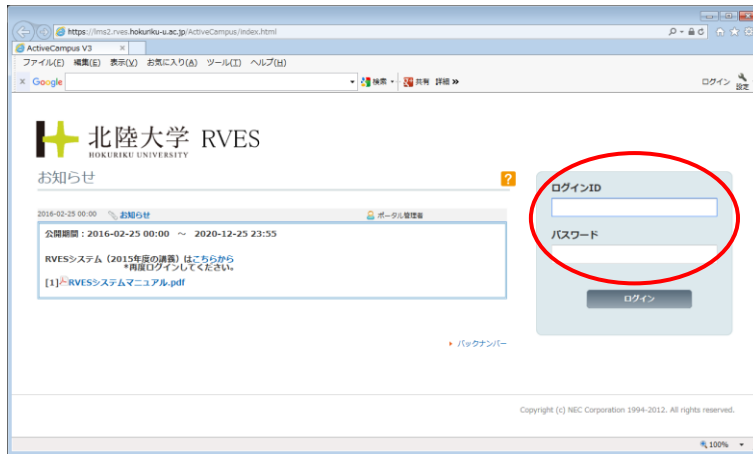 https://lms2.rves.hokuriku-u.ac.jp/ActiveCampus/index.html
ActiveCampus V3
ファイル(F) 編集(E) 表示(V) お気に入り(A) ツール(T) ヘルプ(H)
× Google 検索 共有 詳細 » ログイン 設定
北陸大学 RVES
HOKURIKU UNIVERSITY
お知らせ ?
2016-02-25 00:00 お知らせ ポータル管理者
公開期間：2016-02-25 00:00 ～ 2020-12-25 23:55
RVESシステム（2015年度の講義）はこちらから
*再度ログインしてください。
[1]RVESシステムマニュアル.pdf
バックナンバー
ログインID
パスワード
ログイン
Copyright (c) NEC Corporation 1994-2012. All rights reserved.
100%